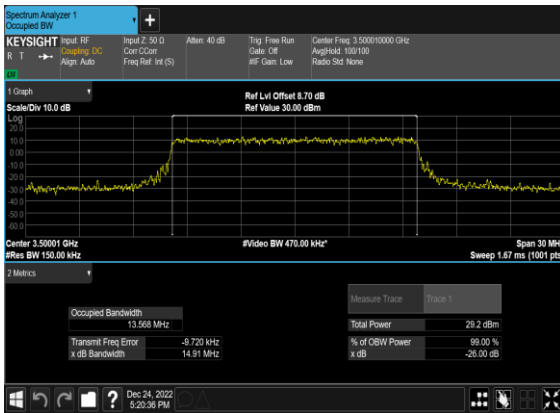 Spectrum Analyzer 1
Occupied BW
+
KEYSIGHT Input: RF Input Z: 50 Ω Atten: 40 dB Trig: Free Run Center Freq: 3.500010000 GHz
R T Coupling: DC Corr CCorr Gate: Off Avg|Hold: 100/100
Align: Auto Freq Ref: Int (S) #IF Gain: Low Radio Std: None
1 Graph
Ref Lvl Offset 8.70 dB
Scale/Div 10.0 dB Ref Value 30.00 dBm
Log
20.0
10.0
0.00
-10.0
-20.0
-30.0
-40.0
-50.0
-60.0
Center 3.50001 GHz #Video BW 470.00 kHz* Span 30 MH
#Res BW 150.00 kHz Sweep 1.67 ms (1001 pts
2 Metrics
Measure Trace Trace 1
Occupied Bandwidth
13.568 MHz Total Power 29.2 dBm
Transmit Freq Error -9.720 kHz % of OBW Power 99.00 %
x dB Bandwidth 14.91 MHz x dB -26.00 dB
? Dec 24, 2022
5:20:36 PM